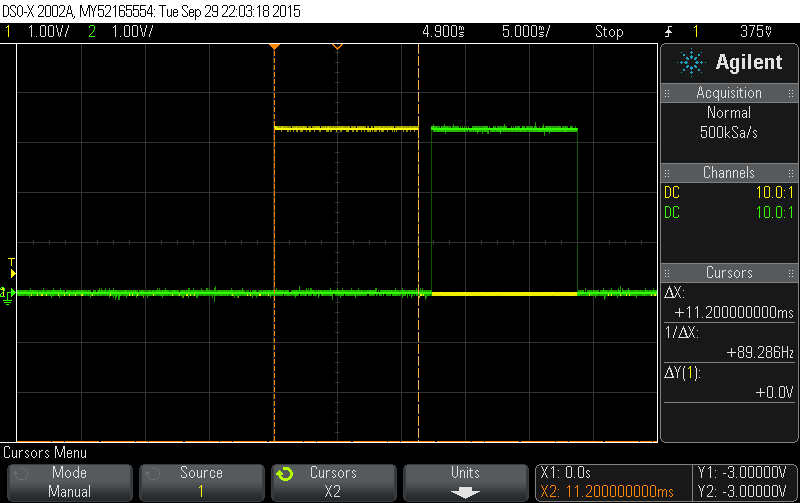 DSO-X 2002A, MY52165554: Tue Sep 29 22:03:18 2015
1 1.00V/ 2 1.00V/ 4.900s 5.000s/ Stop 1 375V
Agilent
Acquisition
Normal
500kSa/s
Channels
DC 10.0:1
DC 10.0:1
T
Cursors
ΔX:
+11.200000000ms
1/ΔX:
+89.286Hz
ΔY(1):
+0.0V
Cursors Menu
Mode
Manual
Source
1
Cursors
X2
Units
X1: 0.0s
X2: 11.200000000ms
Y1: -3.00000V
Y2: -3.00000V